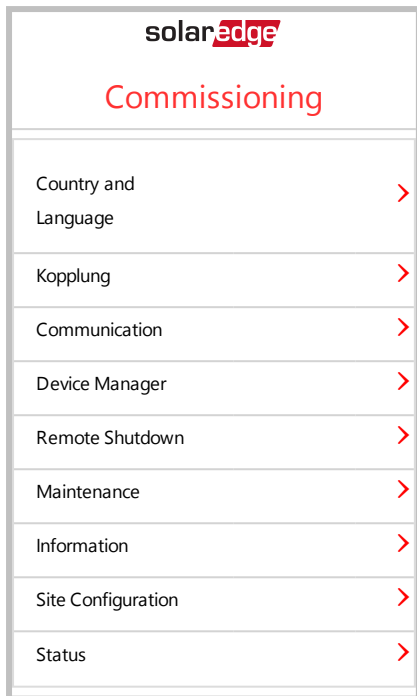 solaredge
Commissioning
Country and
Language
Kopplung
Communication
Device Manager
Remote Shutdown
Maintenance
Information
Site Configuration
Status